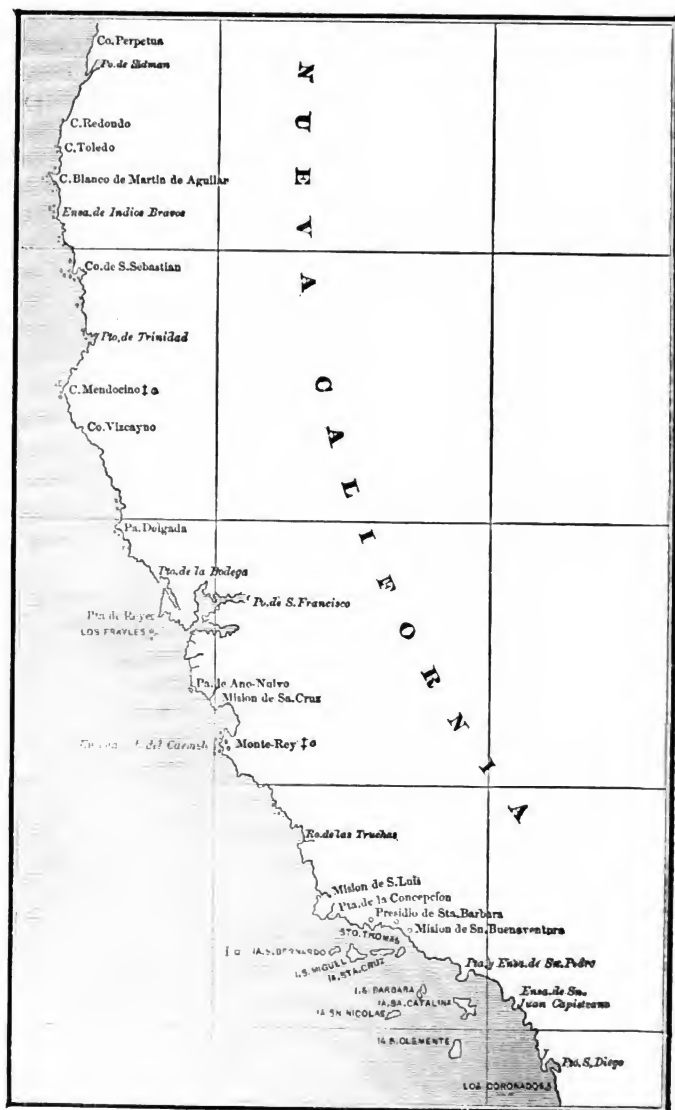 Co. Perpetua
Po. de Sidman
C. Redondo
C. Toledo
C. Blanco de Martin de Aguilar
Ensa. de Indios Bravos
Co. de S. Sebastian
Pto. de Trinidad
C. Mendocino ‡ a
Co. Vizcayno
NUEVA CALIFORNIA
Pa. Delgada
Pto. de la Bodega
Po. de S. Francisco
Pta de Reyes
LOS FRAYLES
Pa. de Ano-Nuivo
Mision de Sa. Cruz
del Carmelo
Monte-Rey ‡ o
Ro. de las Truchas
Mision de S. Luis
Pta. de la Concepcion
Presidio de Sta. Barbara
Mision de Sn. Buenaventura
STO. THOMAS
IA. S. BERNARDO
I. S. MIGUEL
IA. STA. CRUZ
Pta. y Ensa. de Sn. Pedro
I. S. BARBARA
IA. SA. CATALINA
Ensa. de Sn.
Juan Capistrano
IA SN. NICOLAS
IA S. CLEMENTE
Pto. S. Diego
LOS CORONADOS